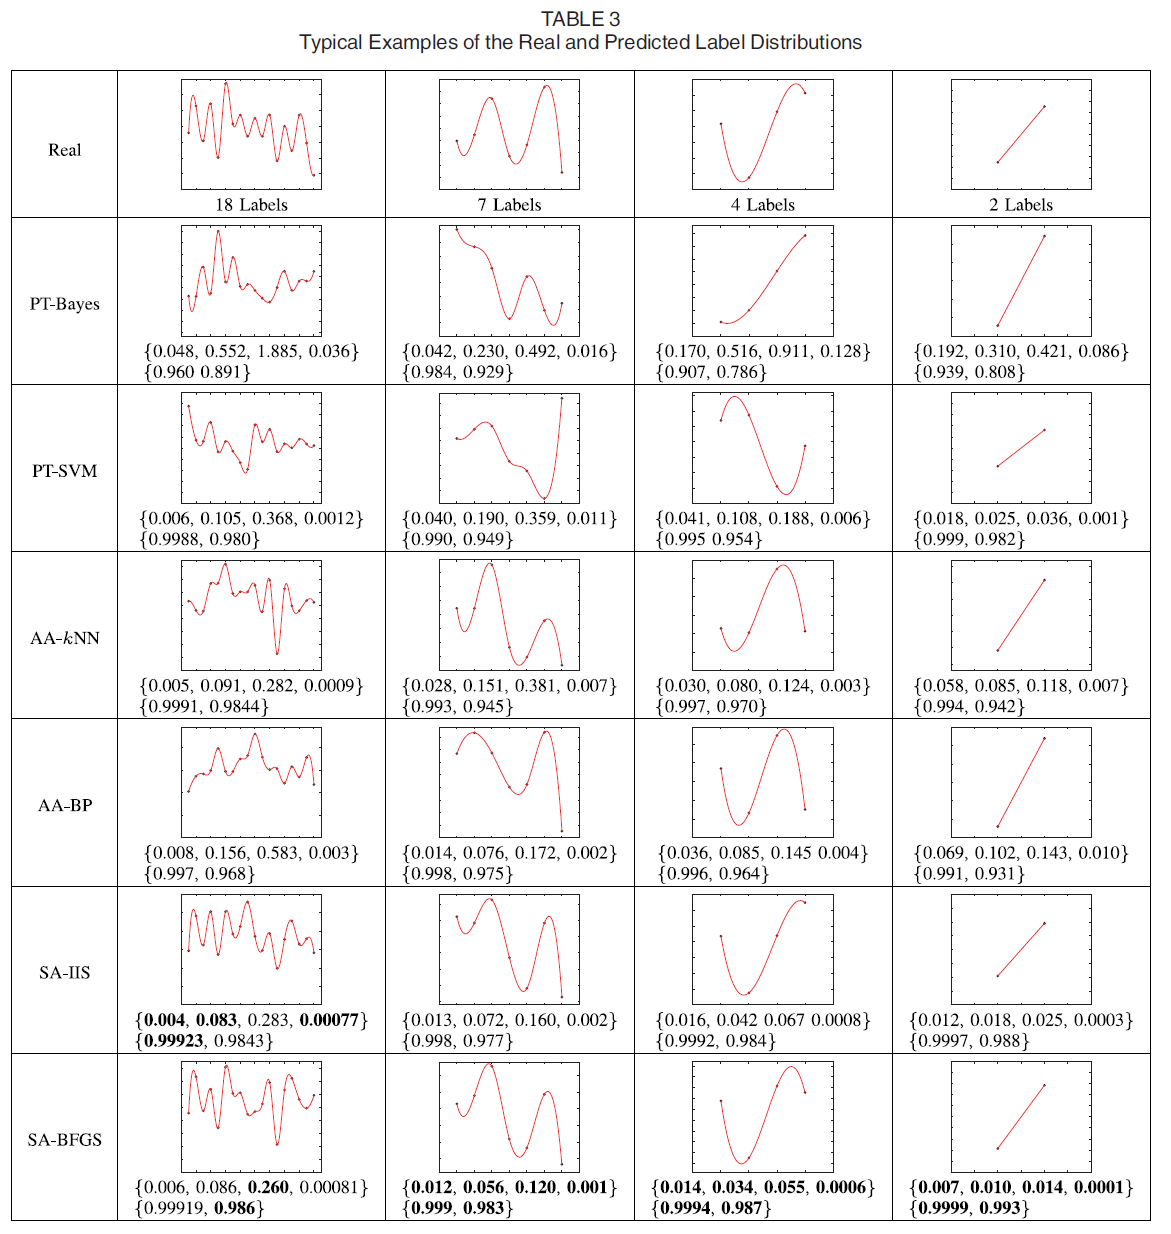 TABLE 3
Typical Examples of the Real and Predicted Label Distributions
Real
18 Labels
7 Labels
4 Labels
2 Labels
PT-Bayes
{0.048, 0.552, 1.885, 0.036}
{0.960 0.891}
{0.042, 0.230, 0.492, 0.016}
{0.984, 0.929}
{0.170, 0.516, 0.911, 0.128}
{0.907, 0.786}
{0.192, 0.310, 0.421, 0.086}
{0.939, 0.808}
PT-SVM
{0.006, 0.105, 0.368, 0.0012}
{0.9988, 0.980}
{0.040, 0.190, 0.359, 0.011}
{0.990, 0.949}
{0.041, 0.108, 0.188, 0.006}
{0.995 0.954}
{0.018, 0.025, 0.036, 0.001}
{0.999, 0.982}
AA-kNN
{0.005, 0.091, 0.282, 0.0009}
{0.9991, 0.9844}
{0.028, 0.151, 0.381, 0.007}
{0.993, 0.945}
{0.030, 0.080, 0.124, 0.003}
{0.997, 0.970}
{0.058, 0.085, 0.118, 0.007}
{0.994, 0.942}
AA-BP
{0.008, 0.156, 0.583, 0.003}
{0.997, 0.968}
{0.014, 0.076, 0.172, 0.002}
{0.998, 0.975}
{0.036, 0.085, 0.145 0.004}
{0.996, 0.964}
{0.069, 0.102, 0.143, 0.010}
{0.991, 0.931}
SA-IIS
{0.004, 0.083, 0.283, 0.00077}
{0.99923, 0.9843}
{0.013, 0.072, 0.160, 0.002}
{0.998, 0.977}
{0.016, 0.042 0.067 0.0008}
{0.9992, 0.984}
{0.012, 0.018, 0.025, 0.0003}
{0.9997, 0.988}
SA-BFGS
{0.006, 0.086, 0.260, 0.00081}
{0.99919, 0.986}
{0.012, 0.056, 0.120, 0.001}
{0.999, 0.983}
{0.014, 0.034, 0.055, 0.0006}
{0.9994, 0.987}
{0.007, 0.010, 0.014, 0.0001}
{0.9999, 0.993}